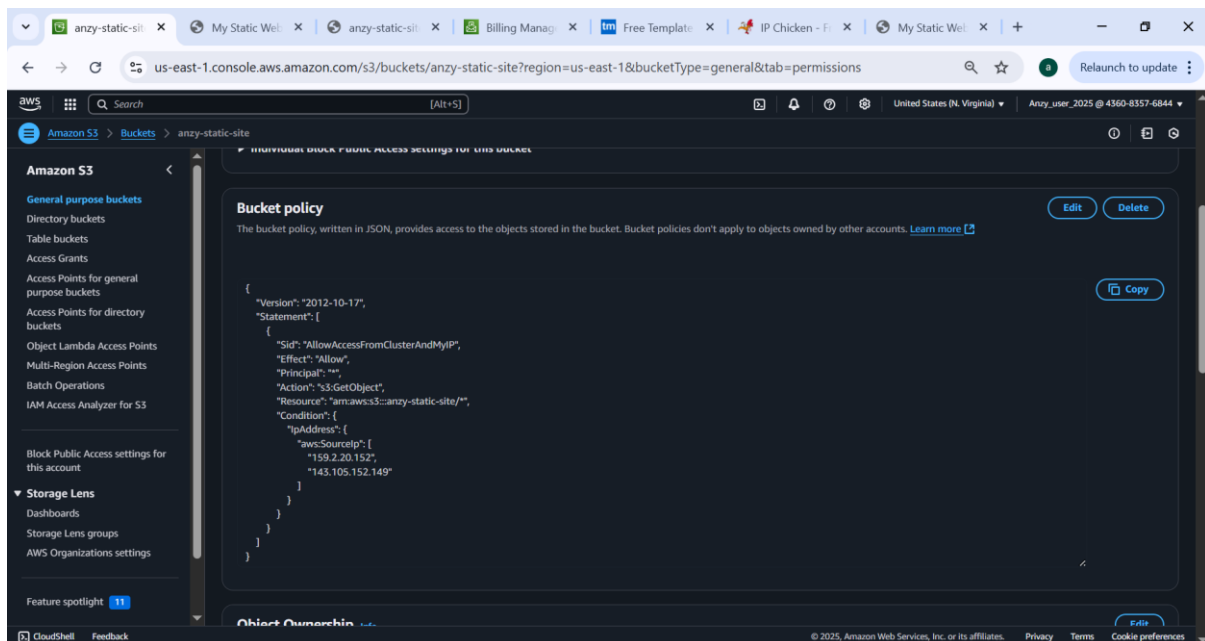 anzy-static-sit
My Static Web
anzy-static-sit
Billing Manag
tm Free Template
IP Chicken - F
My Static Wel
us-east-1.console.aws.amazon.com/s3/buckets/anzy-static-site?region=us-east-1&bucketType=general&tab=permissions
a
Relaunch to update
aws
Search [Alt+S]
United States (N. Virginia)
Anzy_user_2025 @ 4360-8357-6844
Amazon S3 > Buckets > anzy-static-site
Amazon S3
General purpose buckets
Directory buckets
Table buckets
Access Grants
Access Points for general
purpose buckets
Access Points for directory
buckets
Object Lambda Access Points
Multi-Region Access Points
Batch Operations
IAM Access Analyzer for S3
Block Public Access settings for
this account
Storage Lens
Dashboards
Storage Lens groups
AWS Organizations settings
Feature spotlight 11
Individual Block Public Access settings for this bucket
Bucket policy
Edit
Delete
The bucket policy, written in JSON, provides access to the objects stored in the bucket. Bucket policies don't apply to objects owned by other accounts. Learn more
Copy
{
"Version": "2012-10-17",
"Statement": [
{
"Sid": "AllowAccessFromClusterAndMyIP",
"Effect": "Allow",
"Principal": "*",
"Action": "s3:GetObject",
"Resource": "arn:aws:s3:::anzy-static-site/*",
"Condition": {
"IpAddress": {
"aws:SourceIp": [
"159.2.20.152",
"143.105.152.149"
]
}
}
}
]
}
Object Ownership Info
Edit
CloudShell
Feedback
© 2025, Amazon Web Services, Inc. or its affiliates.
Privacy
Terms
Cookie preferences